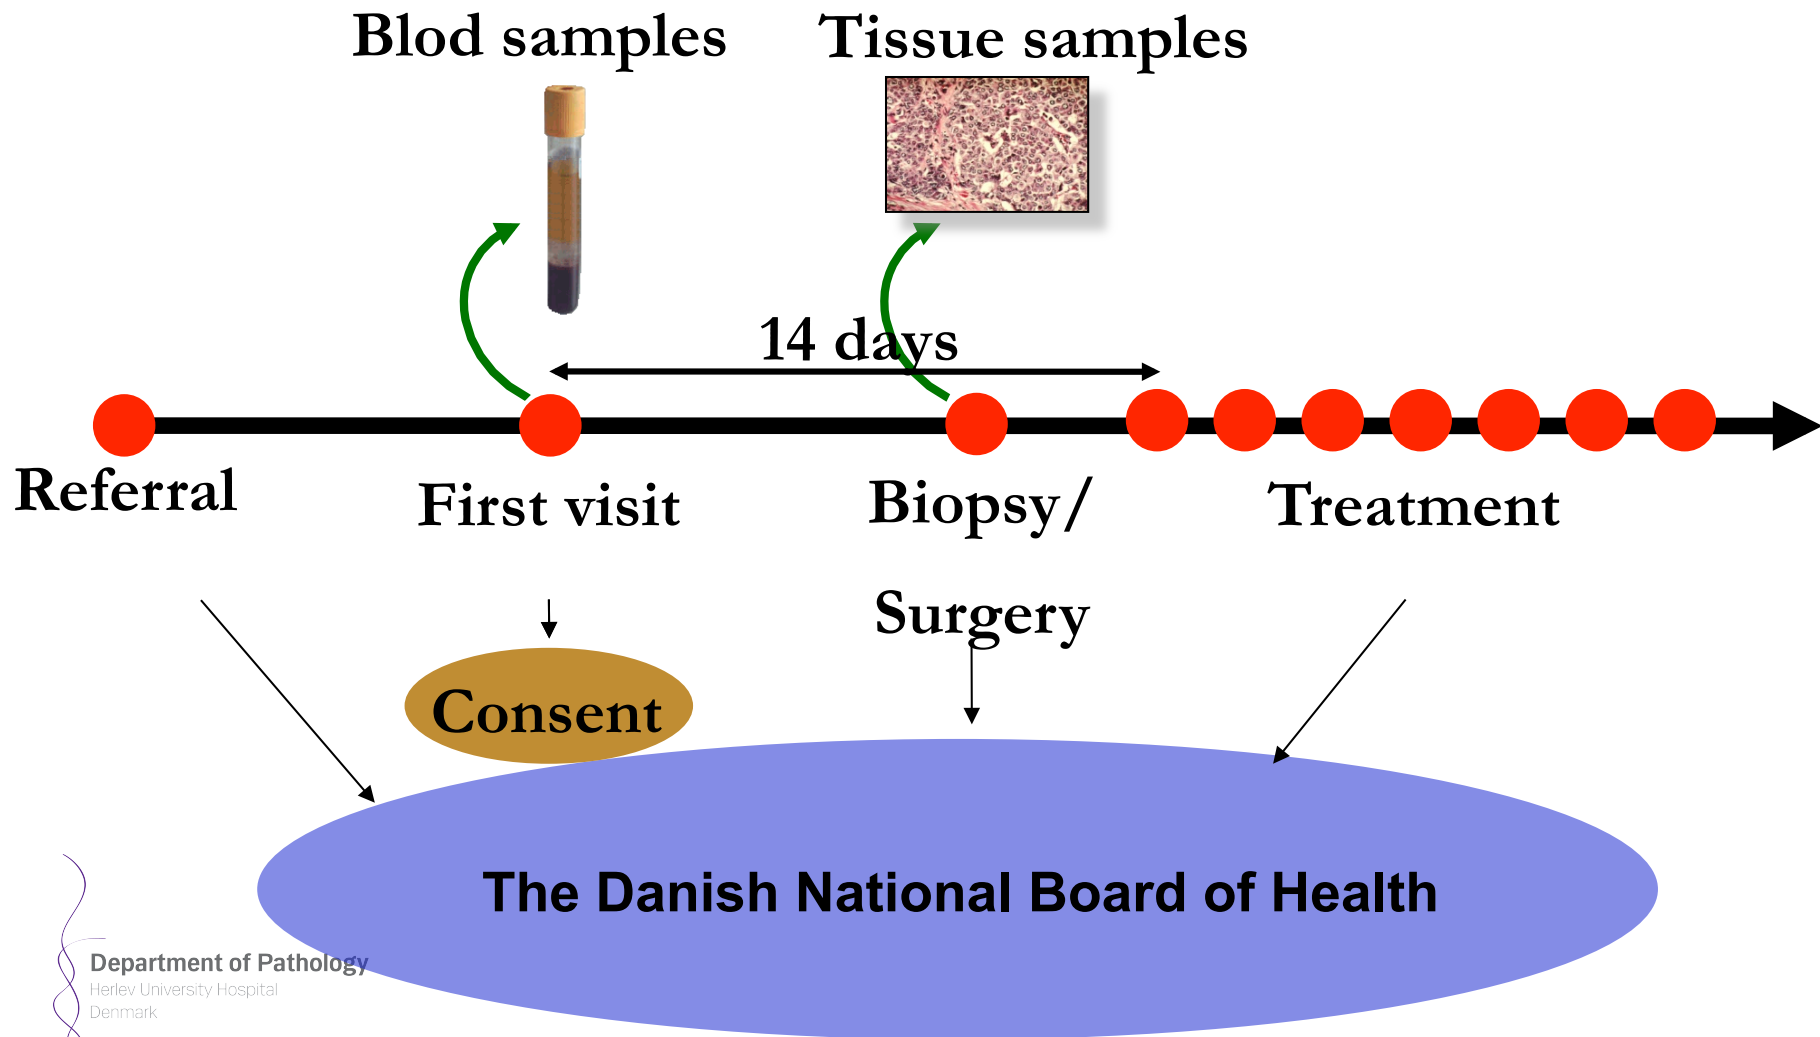 Blod samples
Tissue samples
14 days
Referral
First visit
Biopsy/
Surgery
Treatment
Consent
The Danish National Board of Health
Department of Pathology
Herlev University Hospital
Denmark